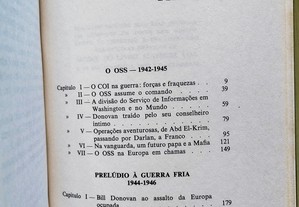 O OSS — 1942-1945
Capítulo I — O COI na guerra: forças e fraquezas . 9
» II — O OSS assume o comando ... 39
» III — A divisão do Serviço de Informações em
Washington e no Mundo ... 59
» IV — Donovan traído pelo seu conselheiro
íntimo ... 79
» V — Operações aventurosas, de Abd El-Krim,
passando por Darlan, a Franco ... 95
» VI — Na vanguarda, um futuro papa e a Mafia 121
» VII — O OSS na Europa em chamas ... 149
PRELÚDIO À GUERRA FRIA
1944-1946
Capítulo I — Bill Donovan ao assalto da Europa
ocupada ... 179